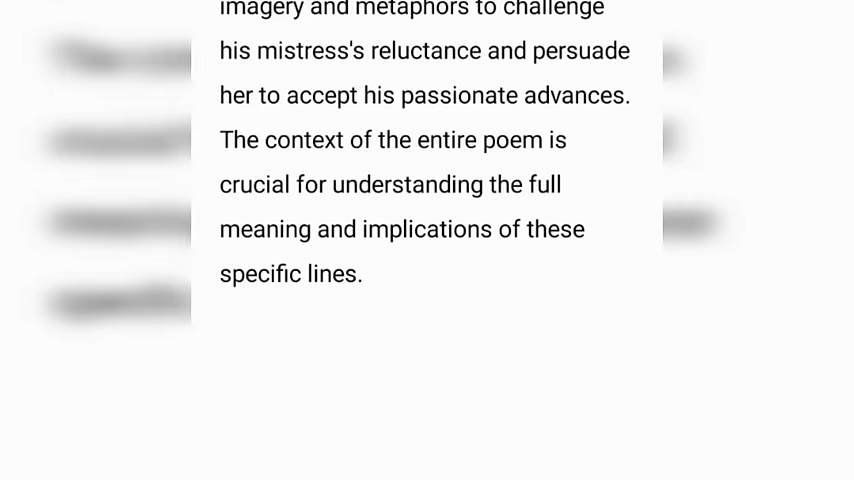 imagery and metaphors to challenge
his mistress's reluctance and persuade
her to accept his passionate advances.
The context of the entire poem is
crucial for understanding the full
meaning and implications of these
specific lines.